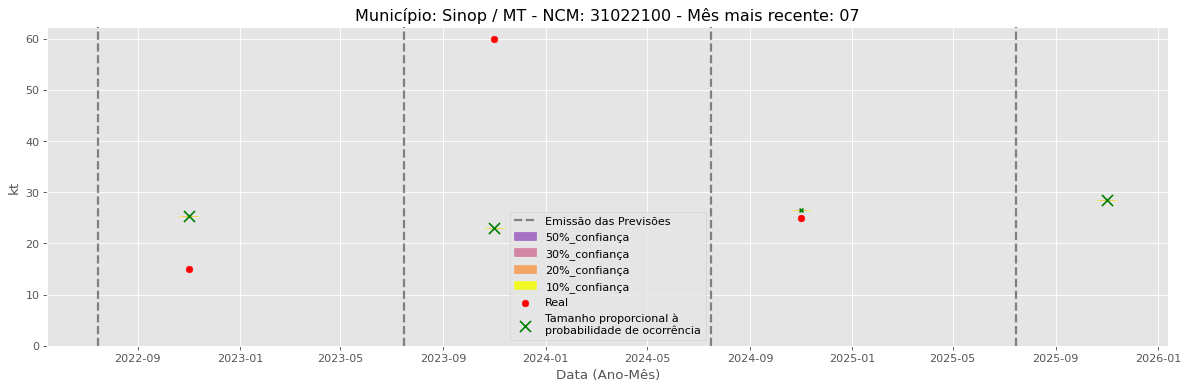 Município: Sinop / MT - NCM: 31022100 - Mês mais recente: 07
60
50
40
30
20
10
0
kt
Emissão das Previsões
50%_confiança
30%_confiança
20%_confiança
10%_confiança
Real
Tamanho proporcional à
probabilidade de ocorrência
2022-09
2023-01
2023-05
2023-09
2024-01
2024-05
2024-09
2025-01
2025-05
2025-09
2026-01
Data (Ano-Mês)